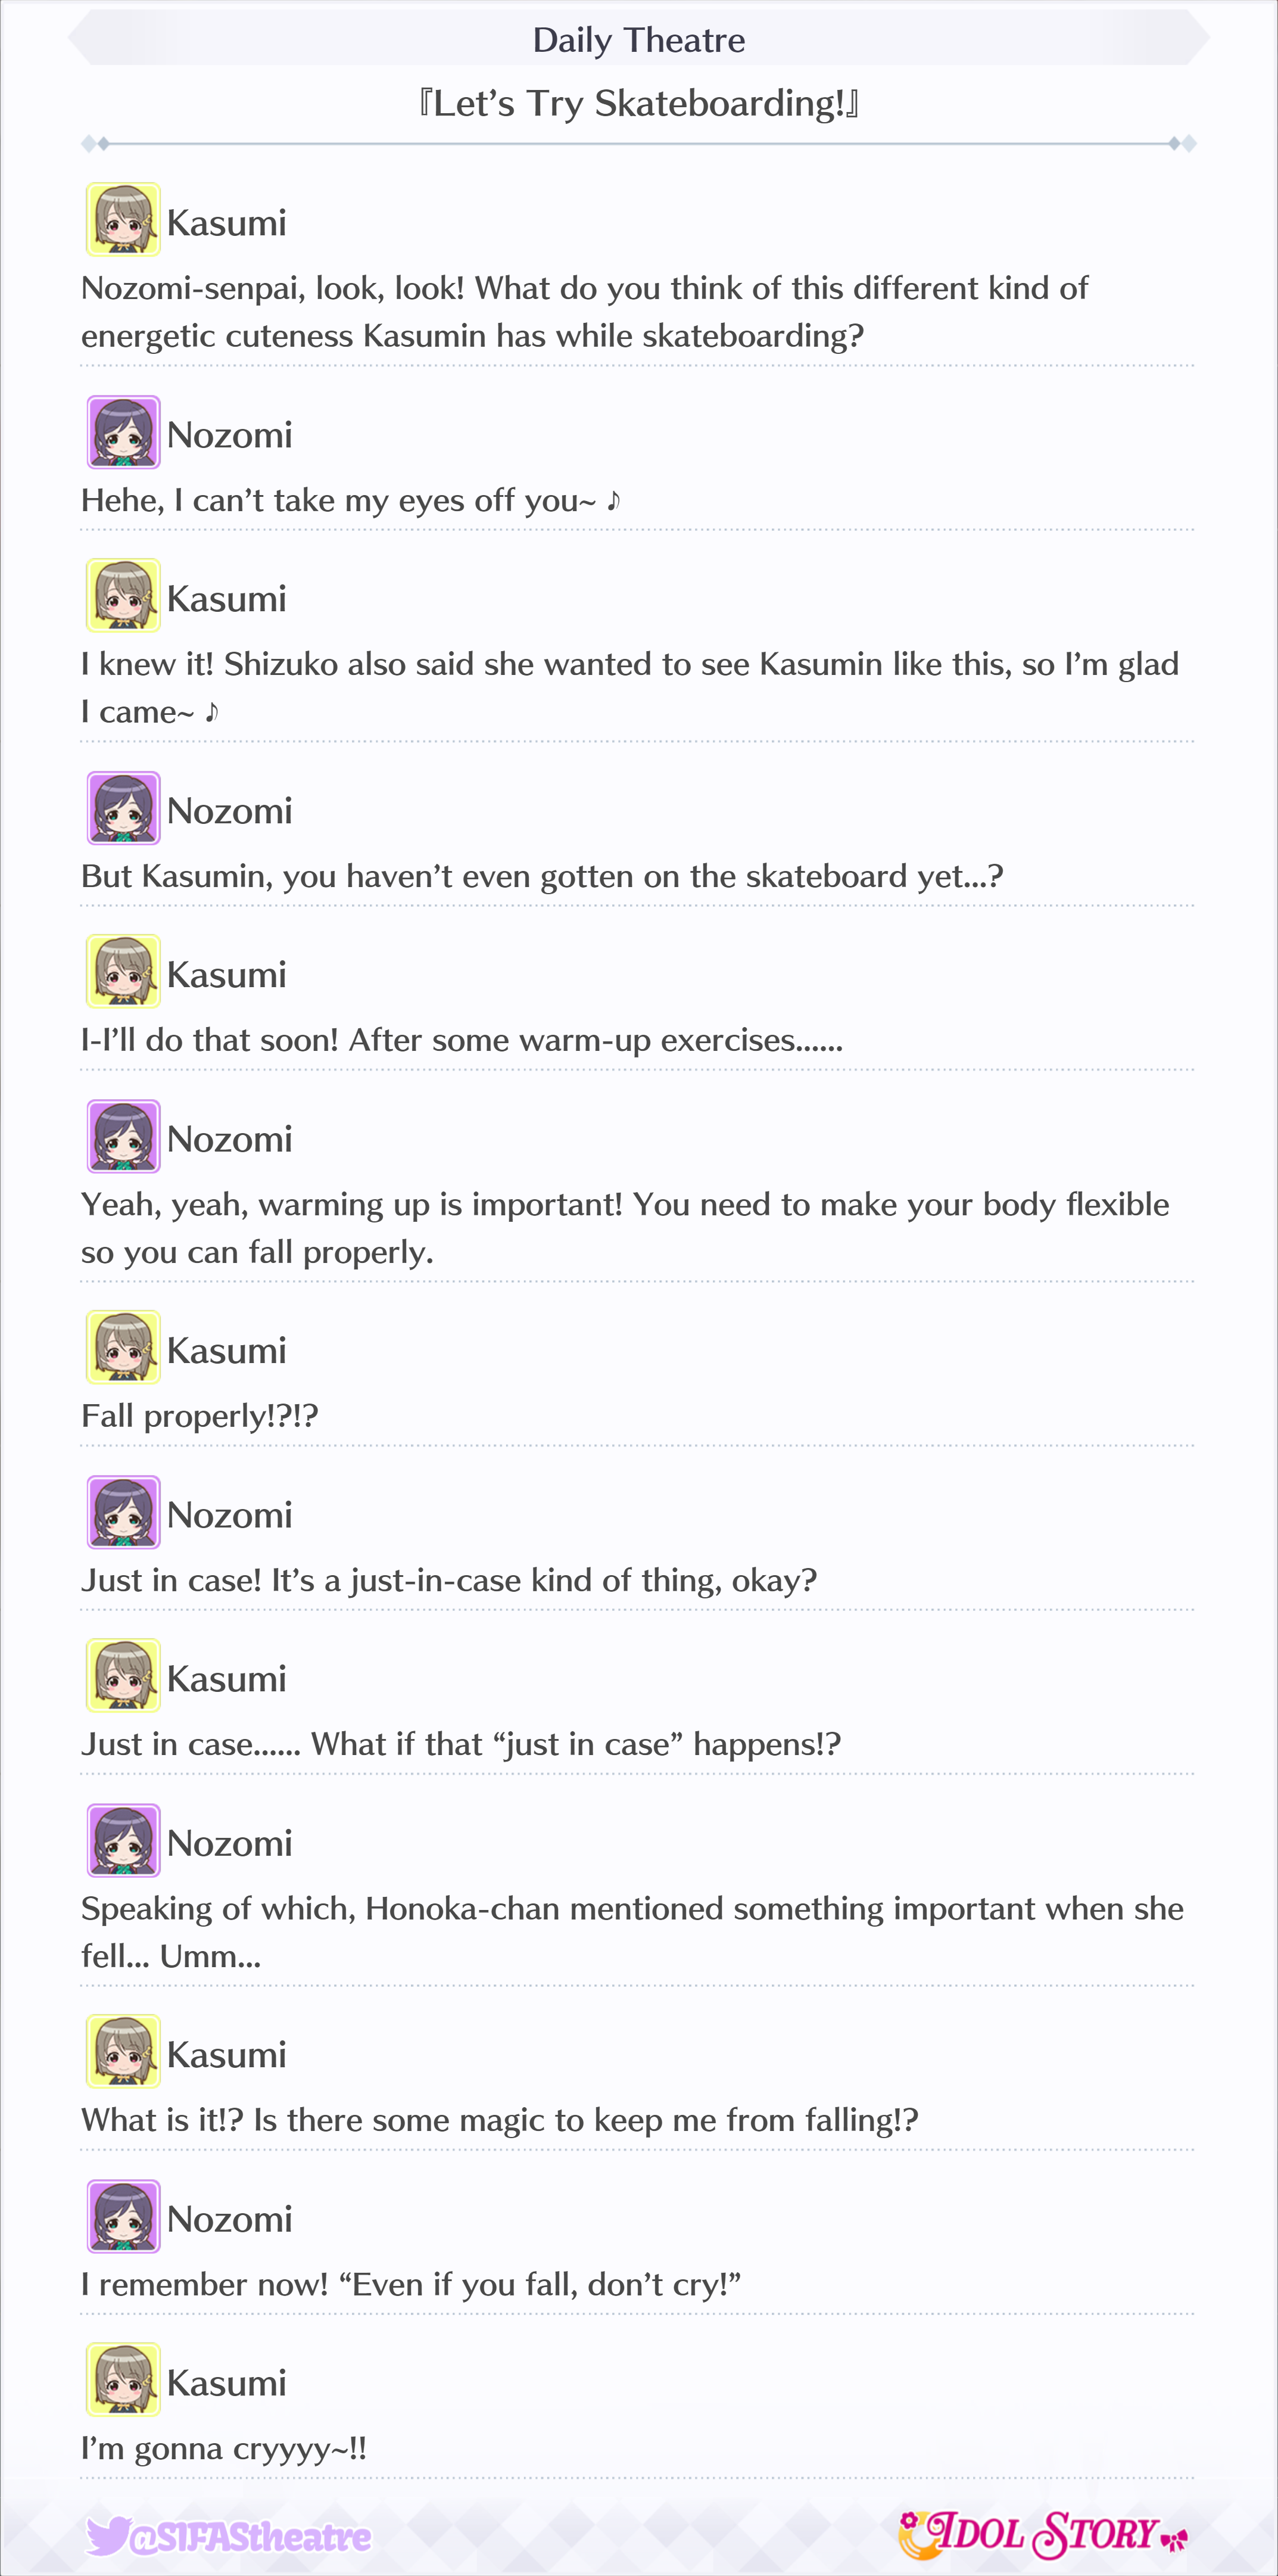 Daily Theatre
『Let’s Try Skateboarding!』
Kasumi
Nozomi-senpai, look, look! What do you think of this different kind of
energetic cuteness Kasumin has while skateboarding?
Nozomi
Hehe, I can’t take my eyes off you~ ♪
Kasumi
I knew it! Shizuko also said she wanted to see Kasumin like this, so I’m glad
I came~ ♪
Nozomi
But Kasumin, you haven’t even gotten on the skateboard yet...?
Kasumi
I-I’ll do that soon! After some warm-up exercises......
Nozomi
Yeah, yeah, warming up is important! You need to make your body flexible
so you can fall properly.
Kasumi
Fall properly!?!?
Nozomi
Just in case! It’s a just-in-case kind of thing, okay?
Kasumi
Just in case...... What if that “just in case” happens!?
Nozomi
Speaking of which, Honoka-chan mentioned something important when she
fell... Umm...
Kasumi
What is it!? Is there some magic to keep me from falling!?
Nozomi
I remember now! “Even if you fall, don’t cry!”
Kasumi
I’m gonna cryyyy~!!
@SIFAStheatre
IDOL STORY